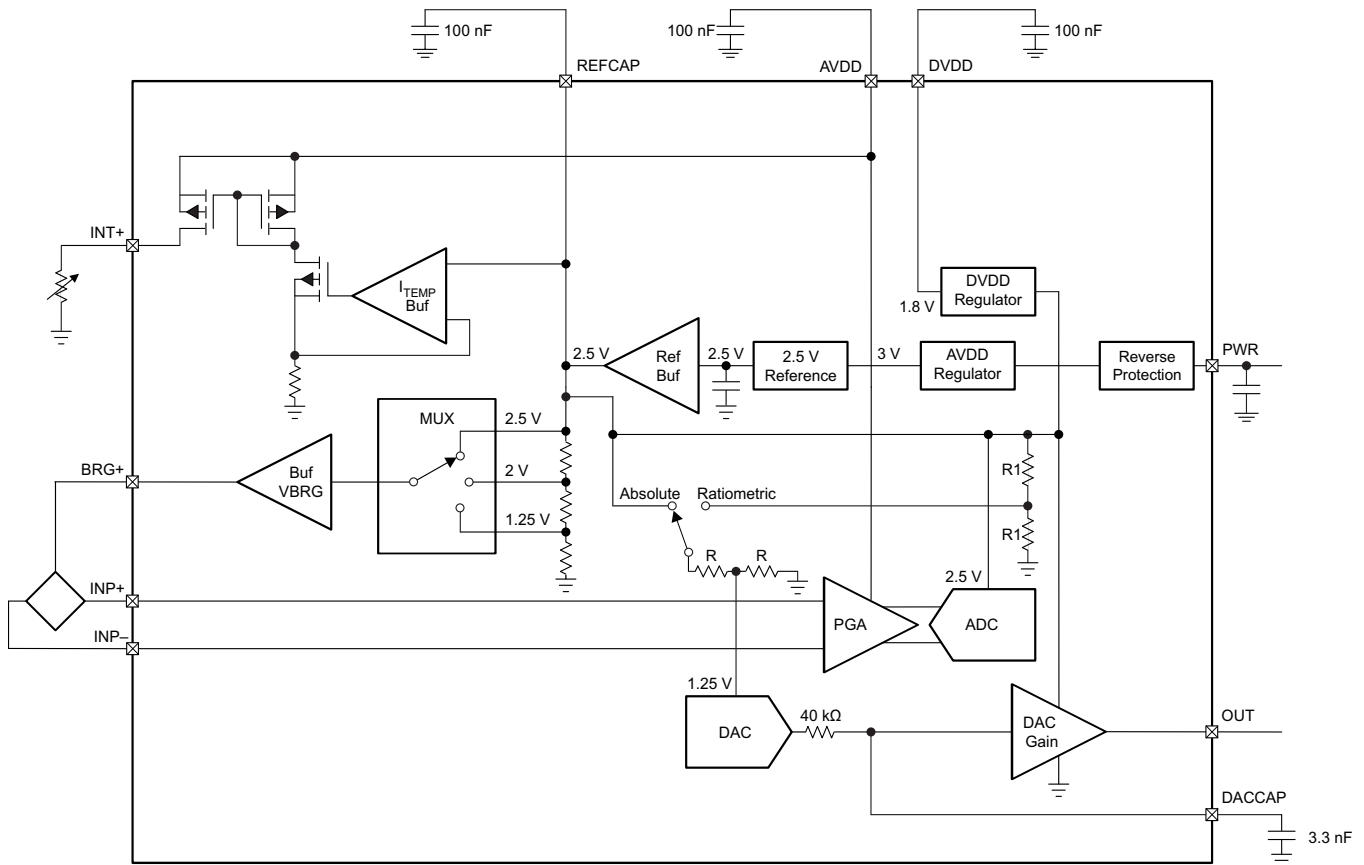 100 nF
100 nF
100 nF
REFCAP
AVDD
DVDD
INT+
I_TEMP
Buf
DVDD
Regulator
1.8 V
2.5 V
Ref
Buf
2.5 V
2.5 V
Reference
3 V
AVDD
Regulator
Reverse
Protection
PWR
MUX
2.5 V
2 V
1.25 V
Buf
VBRG
BRG+
Absolute
Ratiometric
R1
R1
R
R
2.5 V
INP+
INP–
PGA
ADC
1.25 V
DAC
40 kΩ
DAC
Gain
OUT
DACCAP
3.3 nF